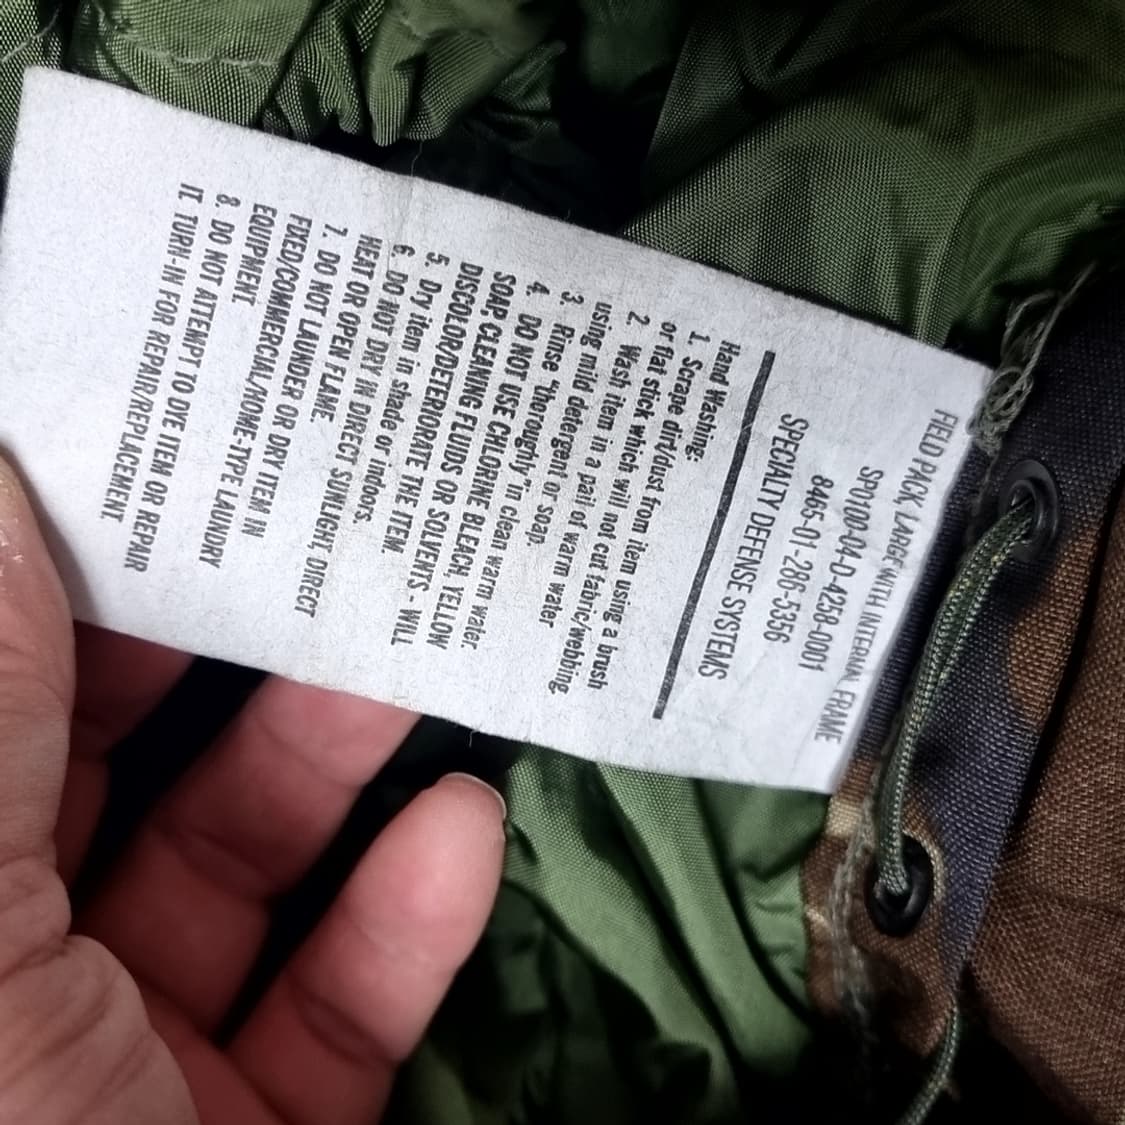 FIELD PACK, LARGE WITH INTERNAL FRAME
SP0100-04-D-4258-0001
8465-01-286-5356
SPECIALTY DEFENSE SYSTEMS
Hand Washing:
1. Scrape dirt/dust from item using a brush
or flat stick which will not cut fabric/webbing.
2. Wash item in a pail of warm water
using mild detergent or soap.
3. Rinse "thoroughly" in clean warm water.
4. DO NOT USE CHLORINE BLEACH, YELLOW
SOAP, CLEANING FLUIDS OR SOLVENTS - WILL
DISCOLOR/DETERIORATE THE ITEM.
5. Dry item in shade or indoors.
6. DO NOT DRY IN DIRECT SUNLIGHT DIRECT
HEAT OR OPEN FLAME.
7. DO NOT LAUNDER OR DRY ITEM IN
FIXED/COMMERCIAL/HOME-TYPE LAUNDRY
EQUIPMENT.
8. DO NOT ATTEMPT TO DYE ITEM OR REPAIR
IT. TURN-IN FOR REPAIR/REPLACEMENT.